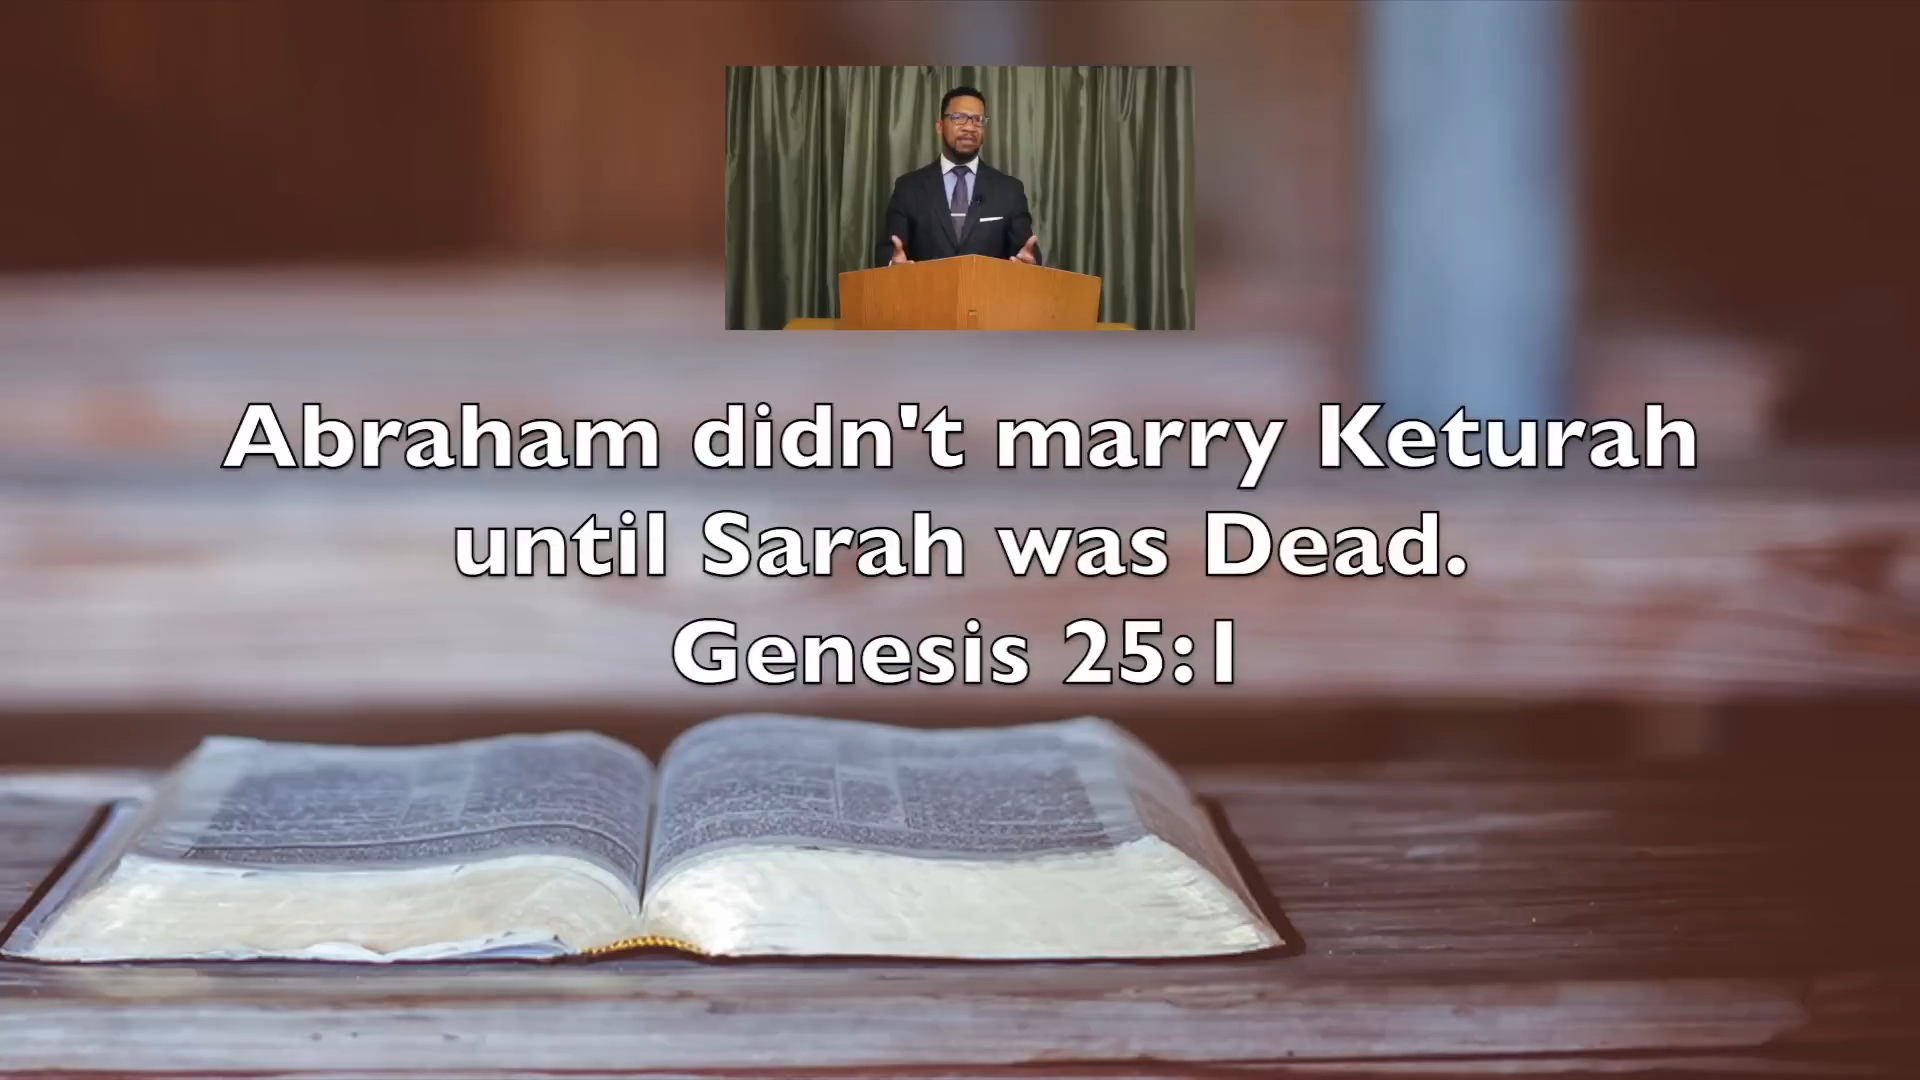 Abraham didn't marry Keturah
until Sarah was Dead.
Genesis 25:1